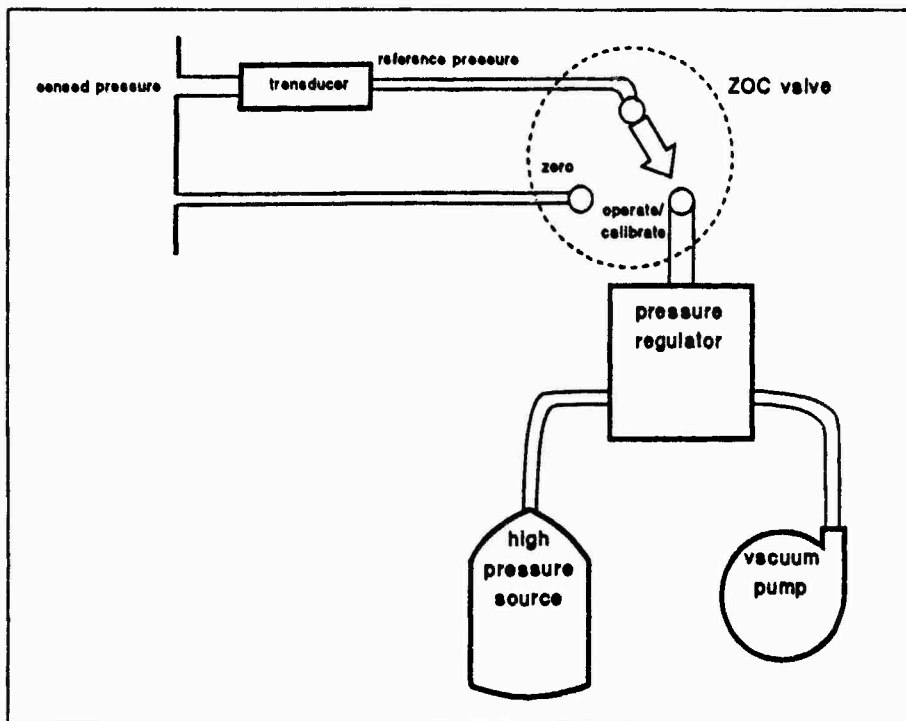 reference pressure
sensed pressure
transducer
ZOC valve
zero
operate/
calibrate
pressure
regulator
high
pressure
source
vacuum
pump